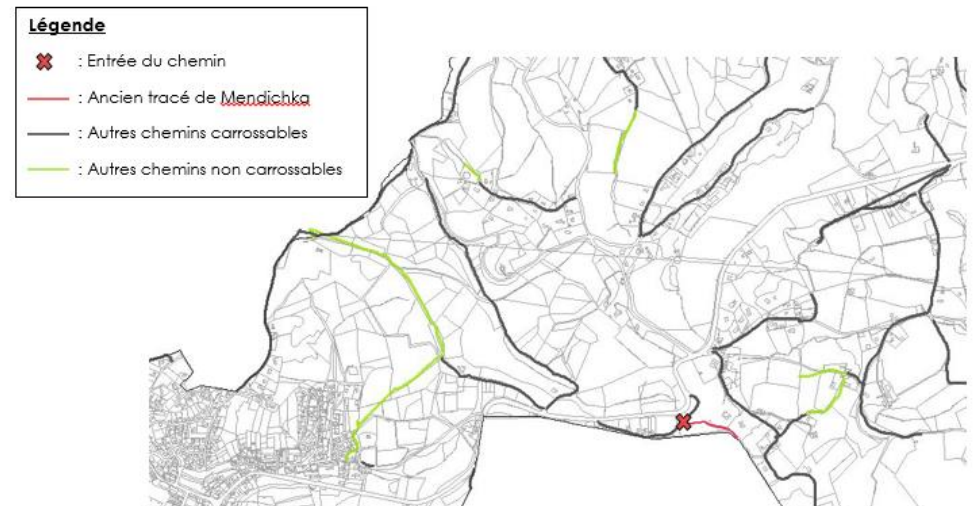 Légende
: Entrée du chemin
: Ancien tracé de Mendichka
: Autres chemins carrossables
: Autres chemins non carrossables